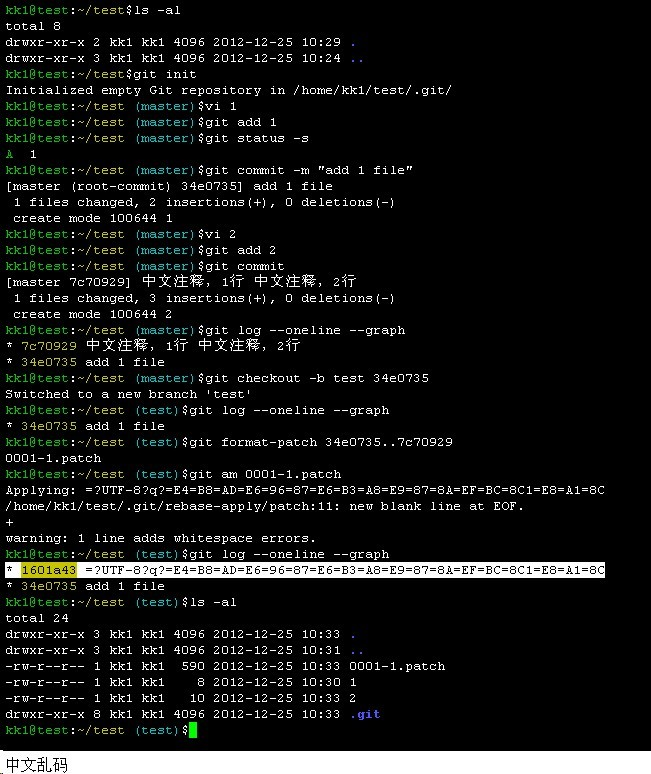 kk1@test:~/test$ls -al
total 8
drwxr-xr-x 2 kk1 kk1 4096 2012-12-25 10:29 .
drwxr-xr-x 3 kk1 kk1 4096 2012-12-25 10:24 ..
kk1@test:~/test$git init
Initialized empty Git repository in /home/kk1/test/.git/
kk1@test:~/test (master)$vi 1
kk1@test:~/test (master)$git add 1
kk1@test:~/test (master)$git status -s
A  1
kk1@test:~/test (master)$git commit -m "add 1 file"
[master (root-commit) 34e0735] add 1 file
 1 files changed, 2 insertions(+), 0 deletions(-)
 create mode 100644 1
kk1@test:~/test (master)$vi 2
kk1@test:~/test (master)$git add 2
kk1@test:~/test (master)$git commit
[master 7c70929] 中文注释，1行 中文注释，2行
 1 files changed, 3 insertions(+), 0 deletions(-)
 create mode 100644 2
kk1@test:~/test (master)$git log --oneline --graph
* 7c70929 中文注释，1行 中文注释，2行
* 34e0735 add 1 file
kk1@test:~/test (master)$git checkout -b test 34e0735
Switched to a new branch 'test'
kk1@test:~/test (test)$git log --oneline --graph
* 34e0735 add 1 file
kk1@test:~/test (test)$git format-patch 34e0735..7c70929
0001-1.patch
kk1@test:~/test (test)$git am 0001-1.patch
Applying: =?UTF-8?q?=E4=B8=AD=E6=96=87=E6=B3=A8=E9=87=8A=EF=BC=8C1=E8=A1=8C
/home/kk1/test/.git/rebase-apply/patch:11: new blank line at EOF.
+
warning: 1 line adds whitespace errors.
kk1@test:~/test (test)$git log --oneline --graph
* 1601a43 =?UTF-8?q?=E4=B8=AD=E6=96=87=E6=B3=A8=E9=87=8A=EF=BC=8C1=E8=A1=8C
* 34e0735 add 1 file
kk1@test:~/test (test)$ls -al
total 24
drwxr-xr-x 3 kk1 kk1 4096 2012-12-25 10:33 .
drwxr-xr-x 3 kk1 kk1 4096 2012-12-25 10:31 ..
-rw-r--r-- 1 kk1 kk1  590 2012-12-25 10:33 0001-1.patch
-rw-r--r-- 1 kk1 kk1    8 2012-12-25 10:30 1
-rw-r--r-- 1 kk1 kk1   10 2012-12-25 10:33 2
drwxr-xr-x 8 kk1 kk1 4096 2012-12-25 10:33 .git
kk1@test:~/test (test)$
中文乱码